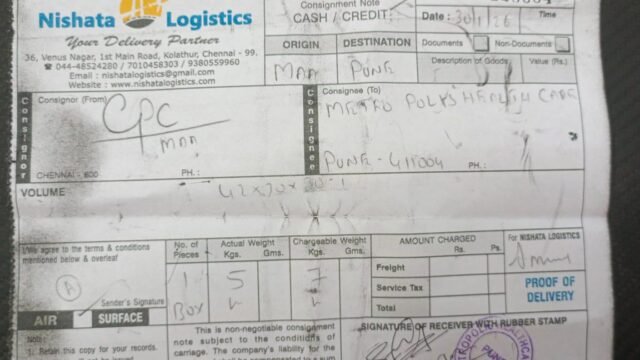 Consignment Note
Nishata Logistics
Your Delivery Partner
36, Venus Nagar, 1st Main Road, Kolathur, Chennai - 99.
044-48524280 / 7010458303 / 9380559960
Email : nishatalogistics@gmail.com
Website : www.nishatalogistics.com
CASH / CREDIT
Date : 30/1/26 Time
ORIGIN DESTINATION
MAA PUNE
Documents Non-Documents
Description of Goods Value (Rs.)
Consignor
Consignor (From)
CPC
MAA
CHENNAI - 600 PH. :
Consignee
Consignee (To)
HEALTH CARE
PUNE - 411004 PH. :
VOLUME
I/We agree to the terms & conditions
mentioned below & overleaf
A
Sender's Signature
AIR SURFACE
No. of Pieces
1
BOX
Actual Weight
Kgs. Gms.
5
Chargeable Weight
Kgs. Gms.
7
AMOUNT CHARGED
Rs. Ps.
Freight
Service Tax
Total
For NISHATA LOGISTICS
PROOF OF
DELIVERY
Note :
1. Retain this copy for your records.
This is non-negotiable consignment
note subject to the conditions of
carriage. The company's liability for
SIGNATURE OF RECEIVER WITH RUBBER STAMP
PUNE